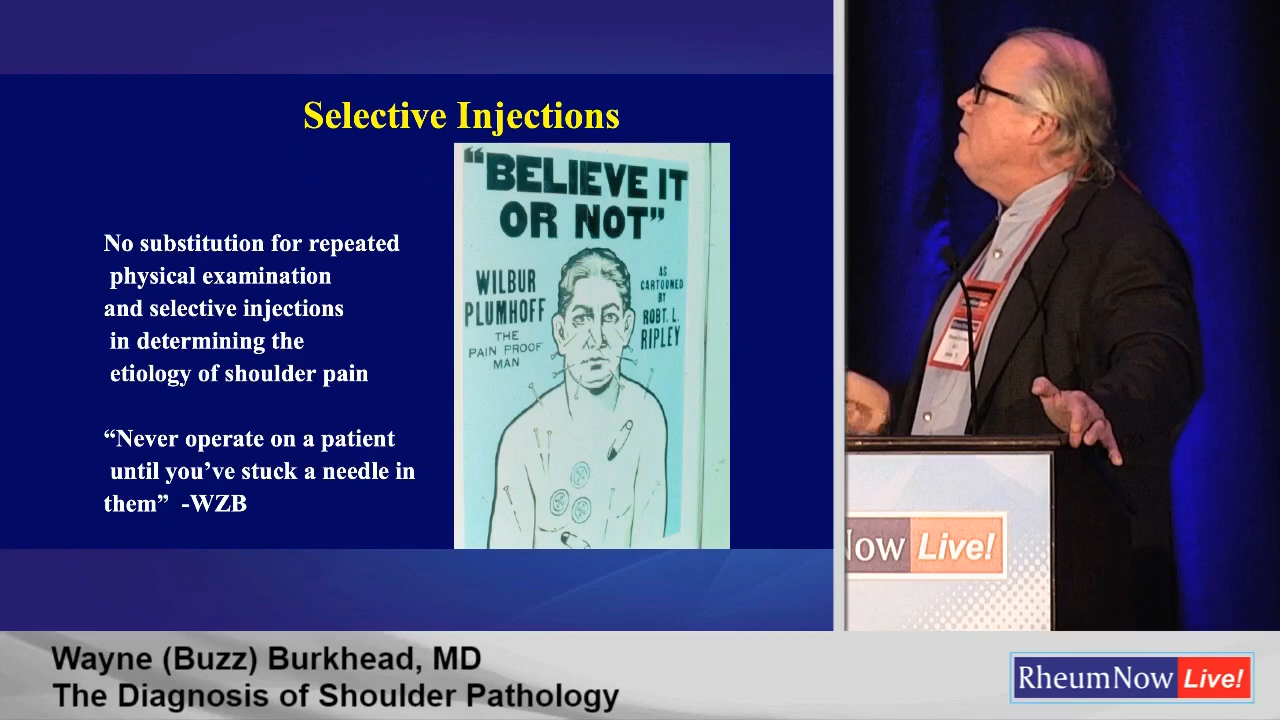 Selective Injections
No substitution for repeated
physical examination
and selective injections
in determining the
etiology of shoulder pain
“Never operate on a patient
until you’ve stuck a needle in
them” -WZB
“BELIEVE IT
OR NOT”
WILBUR
PLUMHOFF
THE
PAIN PROOF
MAN
AS
CARTOONED
BY
ROBT. L.
RIPLEY
Now Live!
Wayne (Buzz) Burkhead, MD
The Diagnosis of Shoulder Pathology
RheumNow Live!